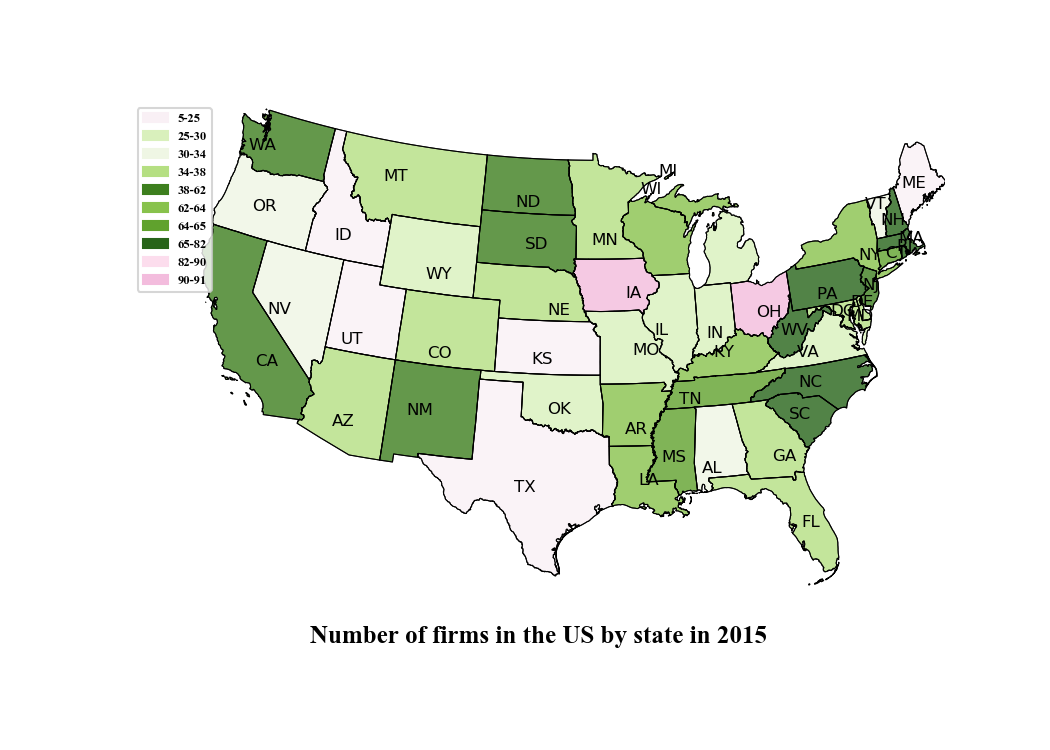 5-25
25-30
30-34
34-38
38-62
62-64
64-65
65-82
82-90
90-91
WA
MT
ND
MN
WI
MI
VT
ME
NH
MA
OR
ID
SD
WY
NY
CT
RI
NV
UT
CO
NE
IA
IL
IN
OH
PA
NJ
DE
DC
MD
WV
VA
KY
MO
KS
CA
AZ
NM
OK
AR
TN
NC
SC
MS
AL
GA
LA
TX
FL
Number of firms in the US by state in 2015